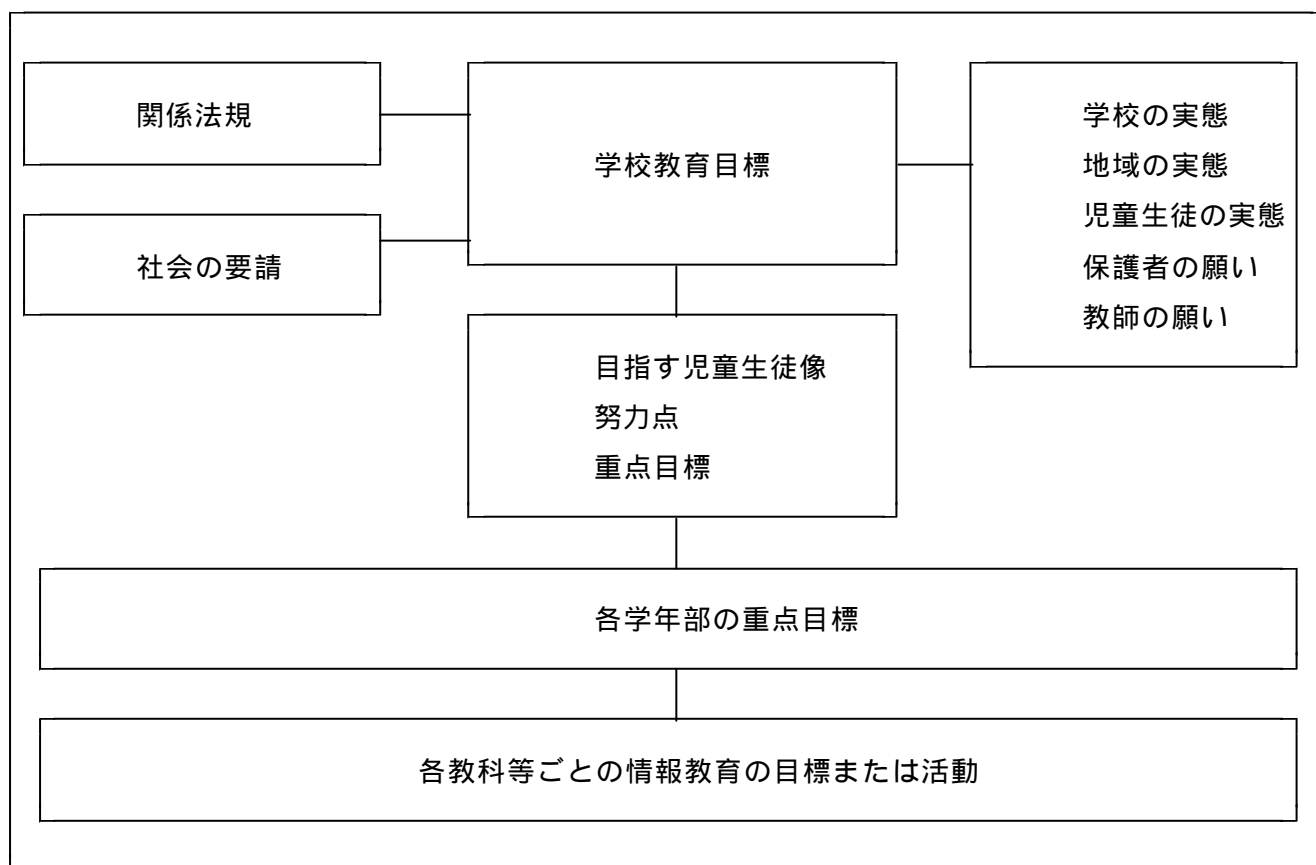 関係法規
社会の要請
学校教育目標
学校の実態
地域の実態
児童生徒の実態
保護者の願い
教師の願い
目指す児童生徒像
努力点
重点目標
各学年部の重点目標
各教科等ごとの情報教育の目標または活動